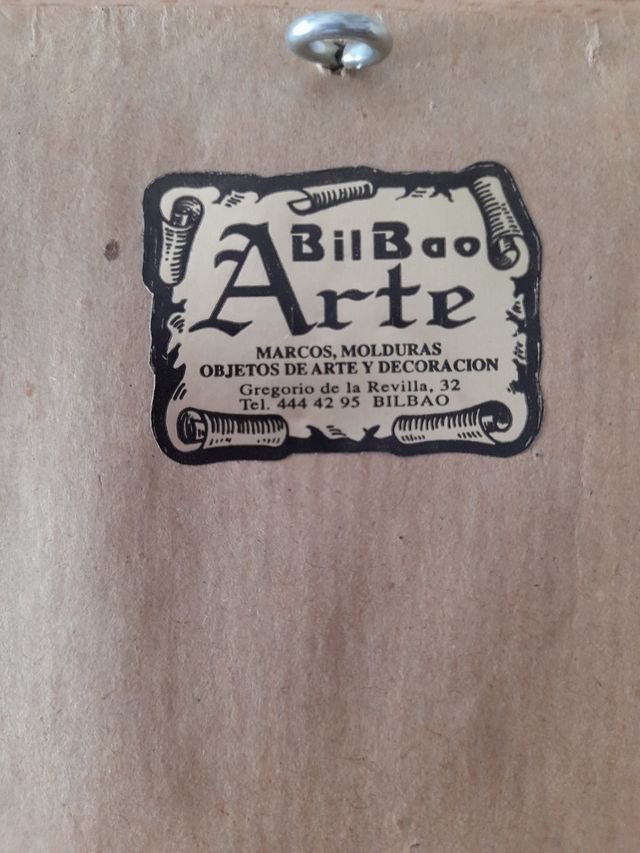 BilBao
Arte
MARCOS, MOLDURAS
OBJETOS DE ARTE Y DECORACION
Gregorio de la Revilla, 32
Tel. 444 42 95 BILBAO